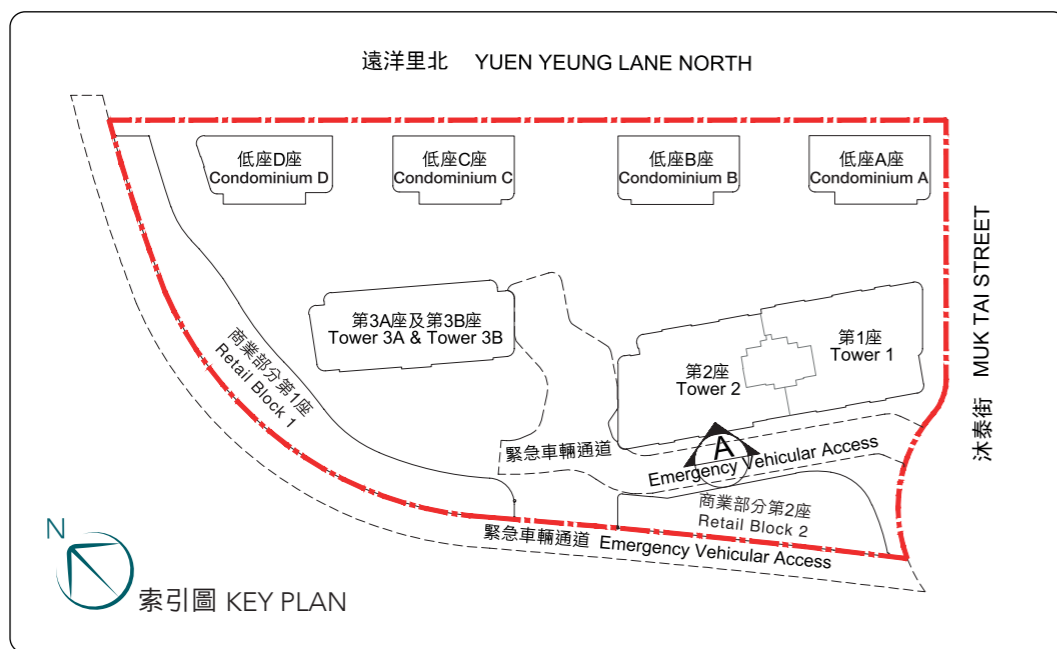 遠洋里北 YUEN YEUNG LANE NORTH
低座D座
Condominium D
低座C座
Condominium C
低座B座
Condominium B
低座A座
Condominium A
沐泰街 MUK TAI STREET
第3A座及第3B座
Tower 3A & Tower 3B
第1座
Tower 1
第2座
Tower 2
商業部分第1座
Retail Block 1
A
緊急車輛通道 Emergency Vehicular Access
商業部分第2座
Retail Block 2
緊急車輛通道 Emergency Vehicular Access
N
索引圖 KEY PLAN